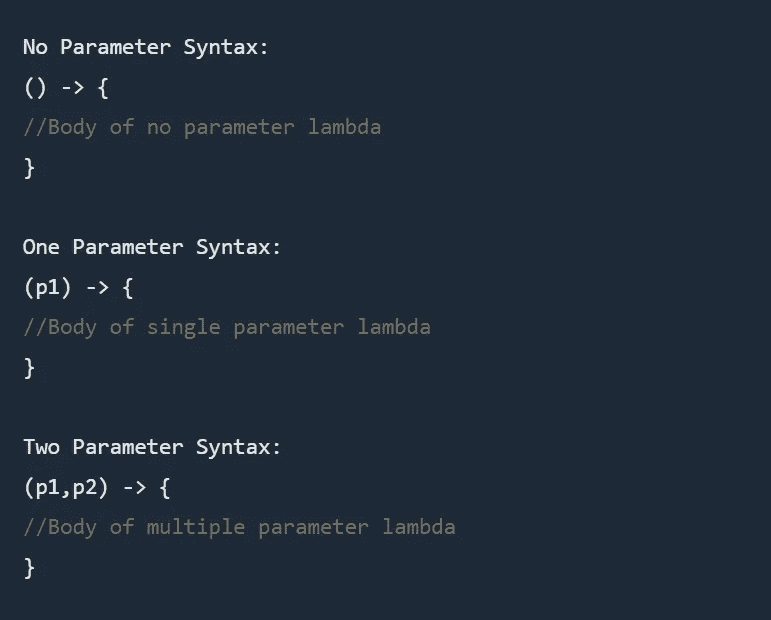 No Parameter Syntax:
() -> {
//Body of no parameter lambda
}
One Parameter Syntax:
(p1) -> {
//Body of single parameter lambda
}
Two Parameter Syntax:
(p1,p2) -> {
//Body of multiple parameter lambda
}